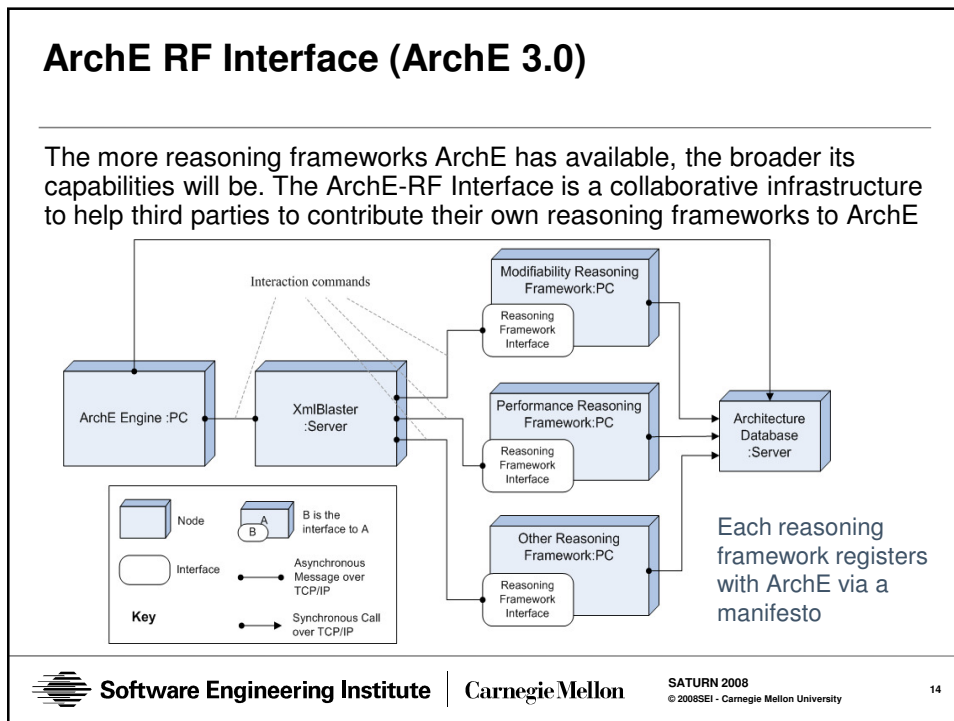 ArchE RF Interface (ArchE 3.0)
The more reasoning frameworks ArchE has available, the broader its
capabilities will be. The ArchE-RF Interface is a collaborative infrastructure
to help third parties to contribute their own reasoning frameworks to ArchE
Interaction commands
ArchE Engine :PC
XmlBlaster
:Server
Modifiability Reasoning
Framework:PC
Reasoning
Framework
Interface
Performance Reasoning
Framework:PC
Reasoning
Framework
Interface
Other Reasoning
Framework:PC
Reasoning
Framework
Interface
Architecture
Database
:Server
Node
A
B
B is the
interface to A
Interface
Asynchronous
Message over
TCP/IP
Key
Synchronous Call
over TCP/IP
Each reasoning
framework registers
with ArchE via a
manifesto
Software Engineering Institute
Carnegie Mellon
SATURN 2008
© 2008SEI - Carnegie Mellon University
14